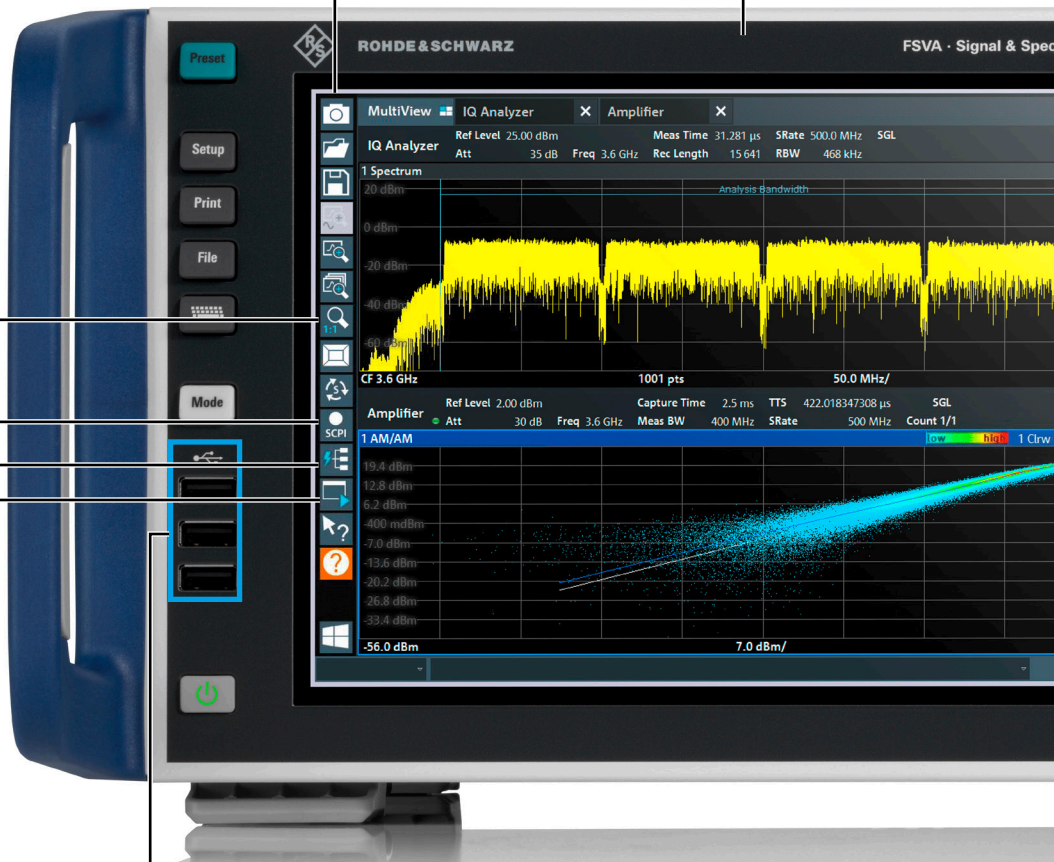 Preset
R&S
ROHDE&SCHWARZ
FSVA · Signal & Spec
Setup
Print
File
Mode
1:1
SCPI
?
?
MultiView
IQ Analyzer
Amplifier
IQ Analyzer
Ref Level 25.00 dBm Meas Time 31.281 µs SRate 500.0 MHz SGL
Att 35 dB Freq 3.6 GHz Rec Length 15 641 RBW 468 kHz
1 Spectrum
20 dBm
Analysis Bandwidth
0 dBm
-20 dBm
-40 dBm
-60 dBm
CF 3.6 GHz 1001 pts 50.0 MHz/
Amplifier
Ref Level 2.00 dBm Capture Time 2.5 ms TTS 422.018347308 µs SGL
Att 30 dB Freq 3.6 GHz Meas BW 400 MHz SRate 500 MHz Count 1/1
1 AM/AM low high 1 Clrw
19.4 dBm
12.8 dBm
6.2 dBm
-400 mdBm
-7.0 dBm
-13.6 dBm
-20.2 dBm
-26.8 dBm
-33.4 dBm
-56.0 dBm 7.0 dBm/